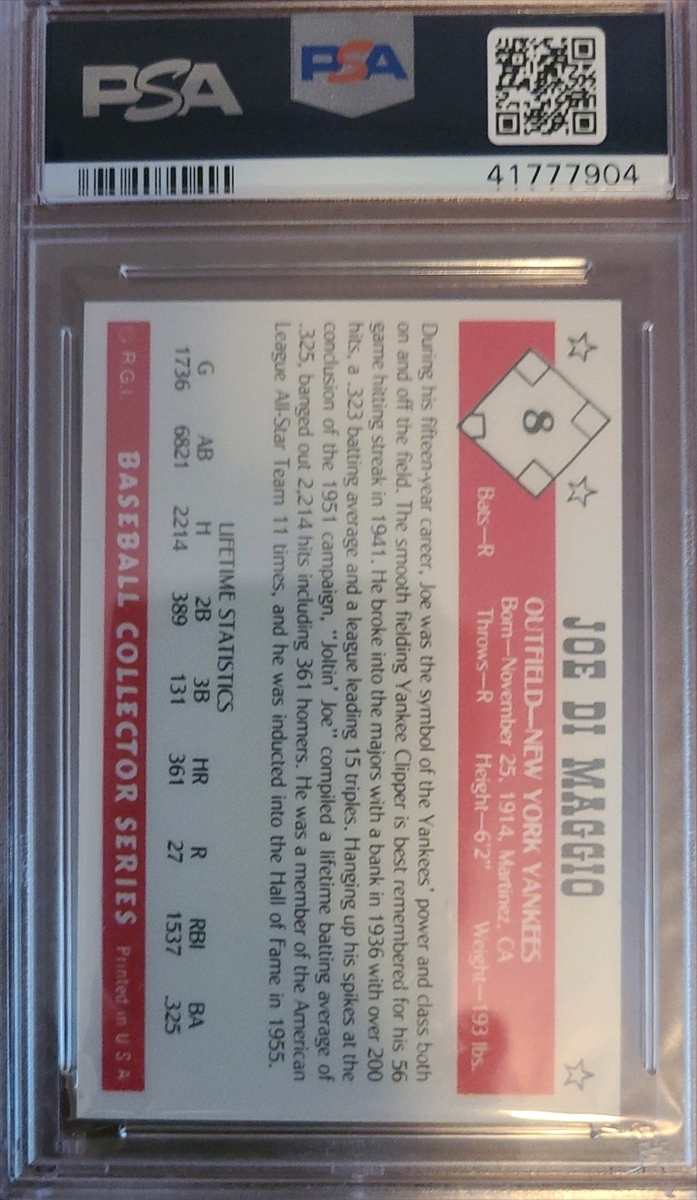 PSA
PSA
41777904
JOE DI MAGGIO
8
OUTFIELD—NEW YORK YANKEES
Born—November 25, 1914, Martinez, CA
Bats—R Throws—R Height—6'2" Weight—193 lbs.
During his fifteen-year career, Joe was the symbol of the Yankees' power and class both
on and off the field. The smooth fielding Yankee Clipper is best remembered for his 56
game hitting streak in 1941. He broke into the majors with a bank in 1936 with over 200
hits, a .323 batting average and a league leading 15 triples. Hanging up his spikes at the
conclusion of the 1951 campaign, "Joltin' Joe" compiled a lifetime batting average of
.325, banged out 2,214 hits including 361 homers. He was a member of the American
League All-Star Team 11 times, and he was inducted into the Hall of Fame in 1955.
LIFETIME STATISTICS
G AB H 2B 3B HR R RBI BA
1736 6821 2214 389 131 361 27 1537 .325
© R.G.I. BASEBALL COLLECTOR SERIES Printed in U S A